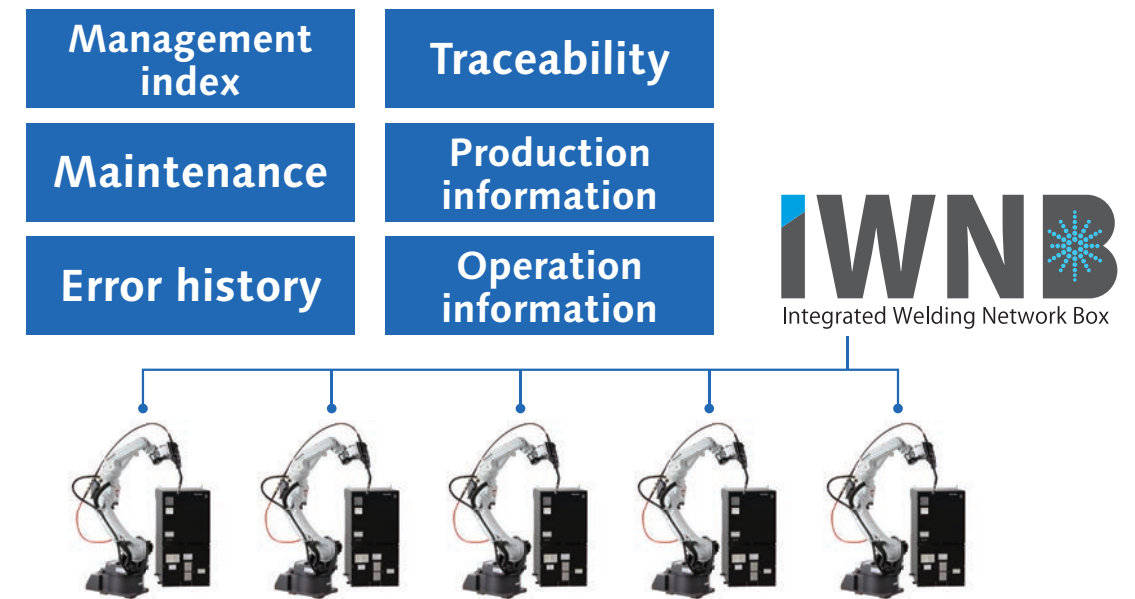 Management
index
Traceability
Maintenance
Production
information
Error history
Operation
information
IWNB
Integrated Welding Network Box